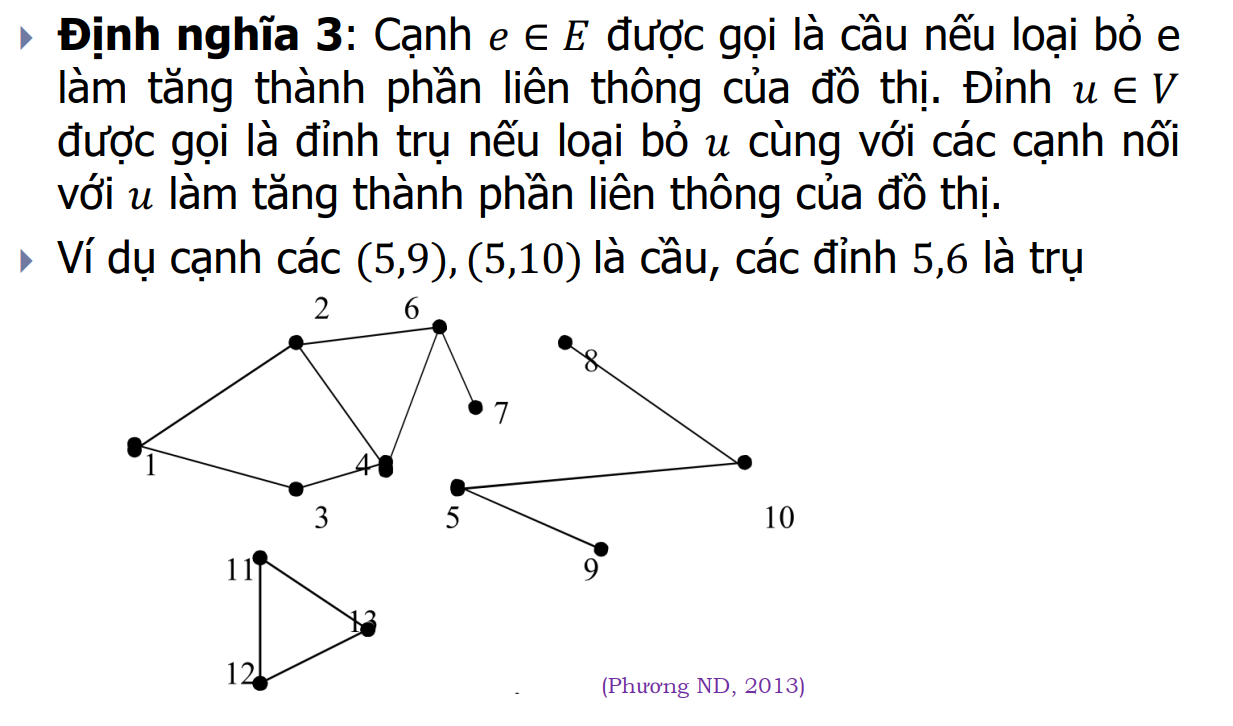 Định nghĩa 3: Cạnh e ∈ E được gọi là cầu nếu loại bỏ e
làm tăng thành phần liên thông của đồ thị. Đỉnh u ∈ V
được gọi là đỉnh trụ nếu loại bỏ u cùng với các cạnh nối
với u làm tăng thành phần liên thông của đồ thị.
Ví dụ cạnh các (5,9), (5,10) là cầu, các đỉnh 5,6 là trụ
2
6
8
7
1
4
3
5
10
11
9
13
12
(Phương ND, 2013)